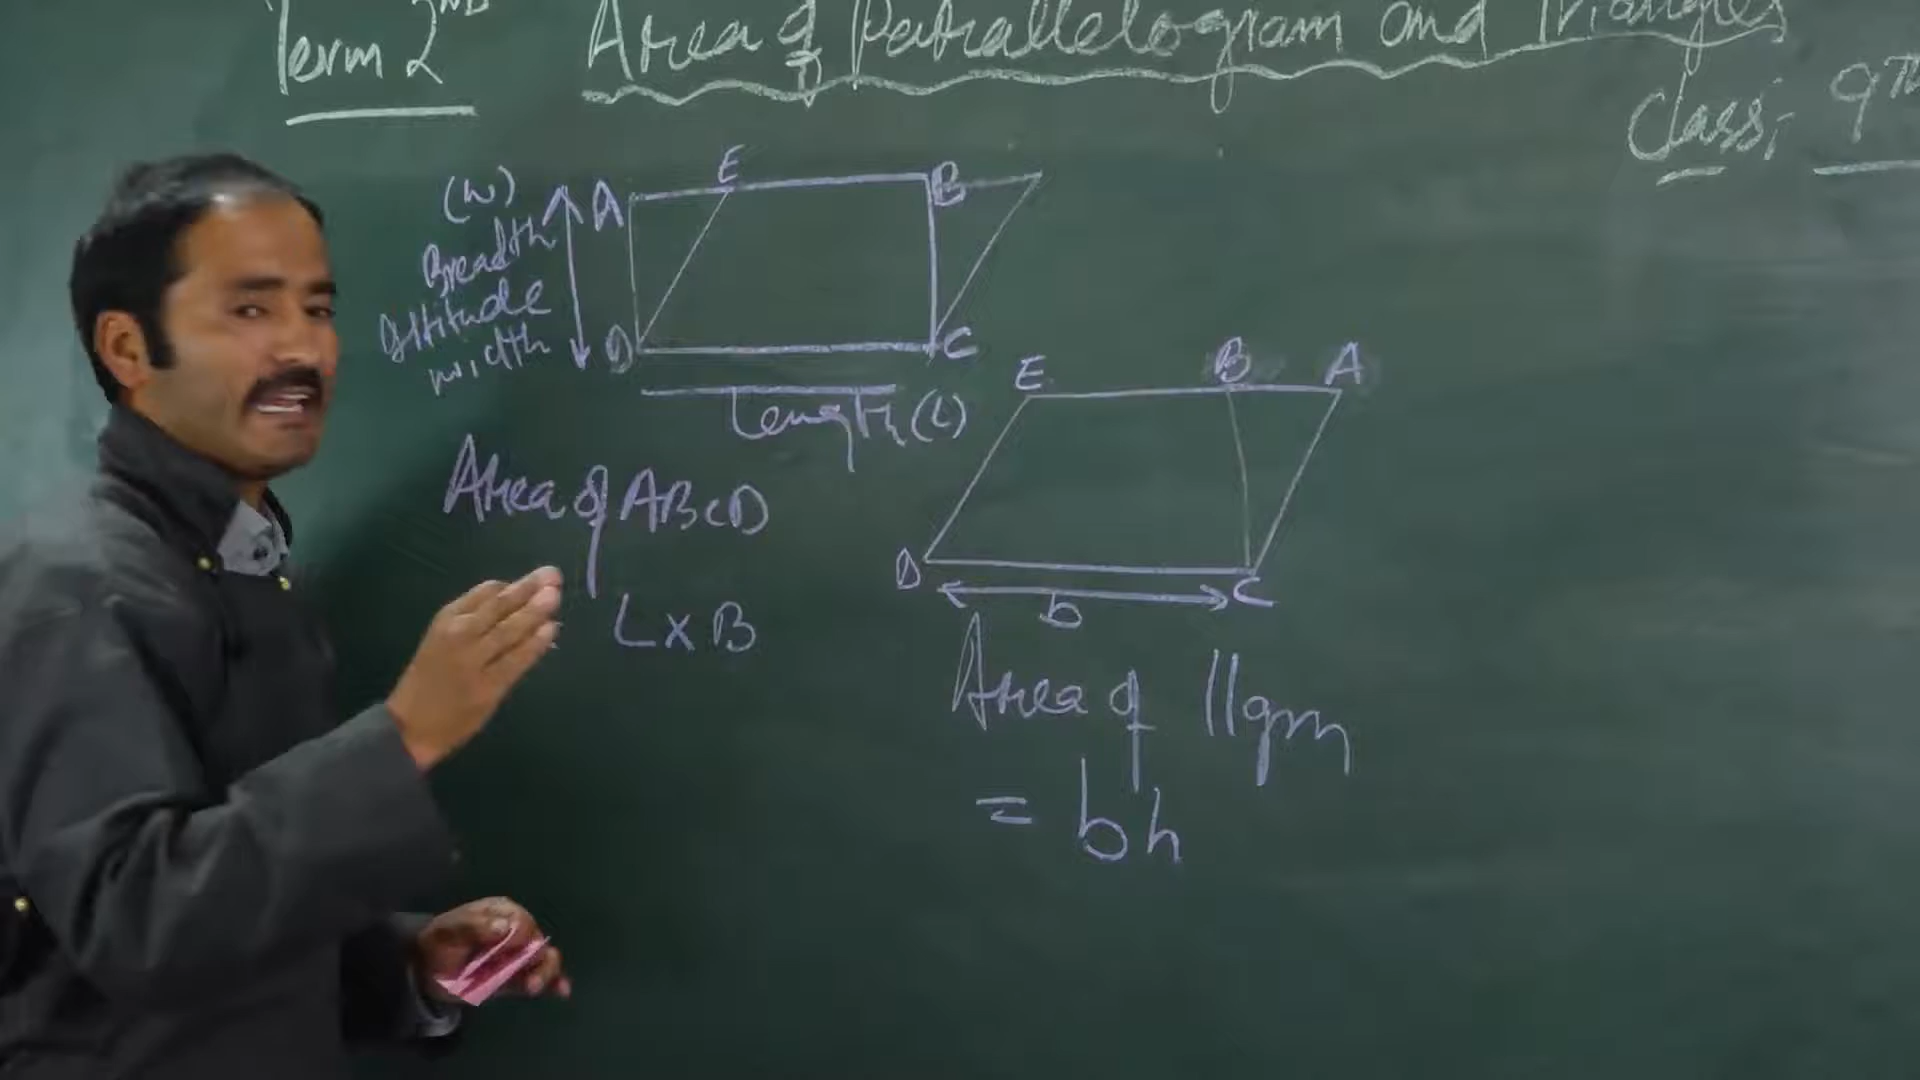 Term 2ND
Area of Parallelogram and Triangles
Class; 9th
E
A
B
(W)
Breadth
Altitude
width
D
C
Length (L)
E
B
A
Area of ABCD
L x B
D
C
b
Area of ||gm
= bh